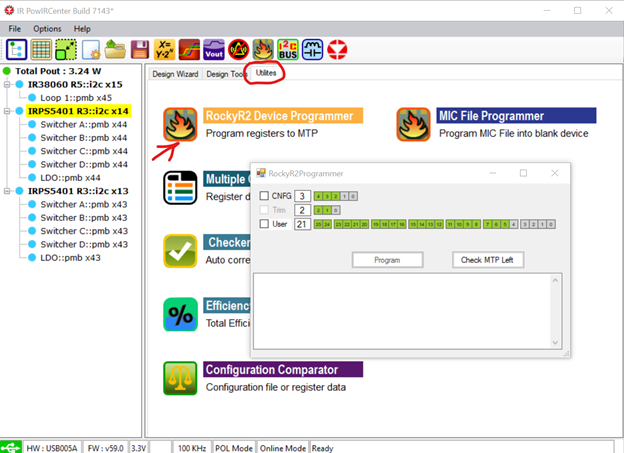 IR PowIRCenter Build 7143*
File Options Help
X=
Y-2ᴺ
Vout
I²C
BUS
Total Pout : 3.24 W
IR38060 R5::i2c x15
Loop 1::pmb x45
IRPS5401 R3::i2c x14
Switcher A::pmb x44
Switcher B::pmb x44
Switcher C::pmb x44
Switcher D::pmb x44
LDO::pmb x44
IRPS5401 R3::i2c x13
Switcher A::pmb x43
Switcher B::pmb x43
Switcher C::pmb x43
Switcher D::pmb x43
LDO::pmb x43
Design Wizard Design Tools Utilites
RockyR2 Device Programmer
Program registers to MTP
MIC File Programmer
Program MIC File into blank device
Multiple
Register d
Checke
Auto corre
Efficienc
Total Effici
Configuration Comparator
Configuration file or register data
RockyR2Programmer
CNFG 3 4 3 2 1 0
Trim 2 2 1 0
User 21 25 24 23 22 21 20 19 18 17 16 15 14 13 12 11 10 9 8 7 6 5 4 3 2 1 0
Program Check MTP Left
HW : USB005A FW : v59.0 3.3V 100 KHz POL Mode Online Mode Ready